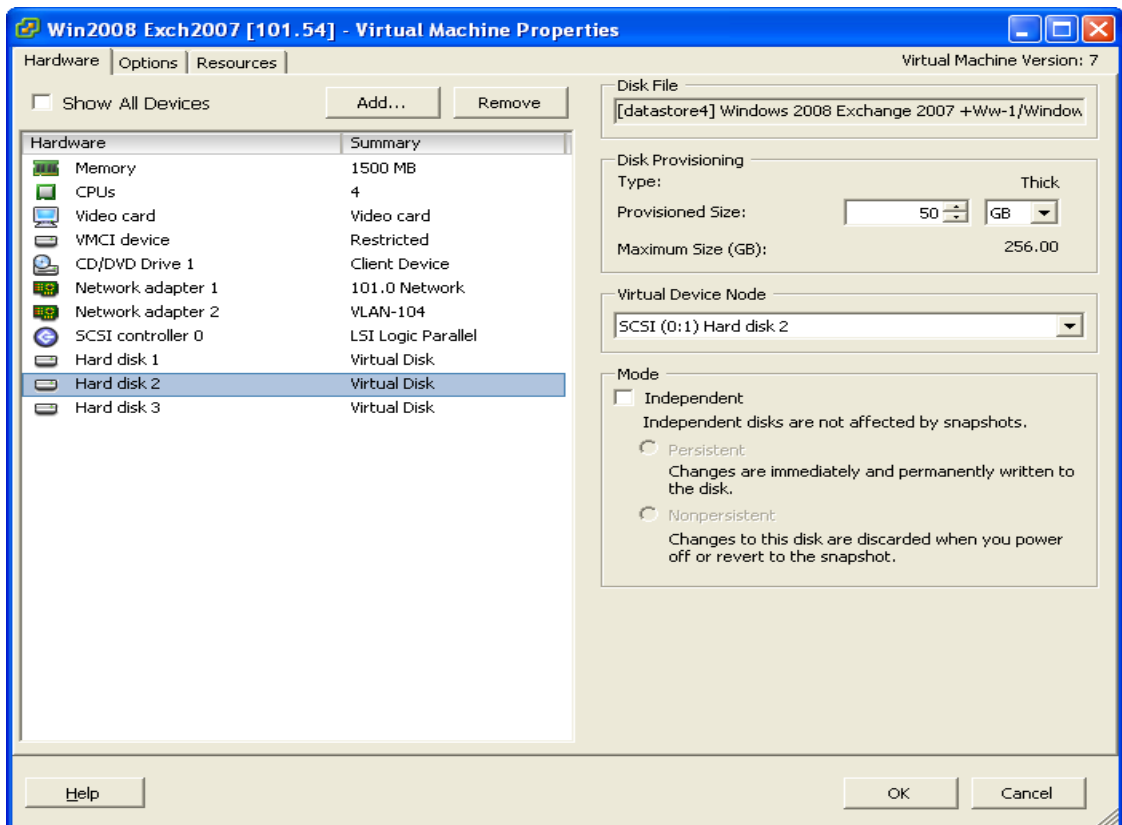 Win2008 Exch2007 [101.54] - Virtual Machine Properties
Hardware Options Resources Virtual Machine Version: 7
Show All Devices Add... Remove
Hardware Summary
Memory 1500 MB
CPUs 4
Video card Video card
VMCI device Restricted
CD/DVD Drive 1 Client Device
Network adapter 1 101.0 Network
Network adapter 2 VLAN-104
SCSI controller 0 LSI Logic Parallel
Hard disk 1 Virtual Disk
Hard disk 2 Virtual Disk
Hard disk 3 Virtual Disk
Disk File
[datastore4] Windows 2008 Exchange 2007 +Ww-1/Window
Disk Provisioning
Type: Thick
Provisioned Size: 50 GB
Maximum Size (GB): 256.00
Virtual Device Node
SCSI (0:1) Hard disk 2
Mode
Independent
Independent disks are not affected by snapshots.
Persistent
Changes are immediately and permanently written to
the disk.
Nonpersistent
Changes to this disk are discarded when you power
off or revert to the snapshot.
Help OK Cancel